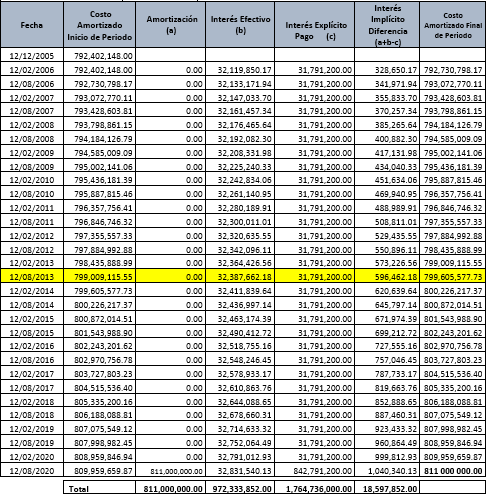 Fecha Costo Amortizado Inicio de Periodo Amortización (a) Interés Efectivo (b) Interés Explícito Pago (c) Interés Implícito Diferencia (a+b-c) Costo Amortizado Final de Periodo
12/12/2005 792,402,148.00
12/02/2006 792,402,148.00 0.00 32,119,850.17 31,791,200.00 328,650.17 792,730,798.17
12/08/2006 792,730,798.17 0.00 32,133,171.94 31,791,200.00 341,971.94 793,072,770.11
12/02/2007 793,072,770.11 0.00 32,147,033.70 31,791,200.00 355,833.70 793,428,603.81
12/08/2007 793,428,603.81 0.00 32,161,457.34 31,791,200.00 370,257.34 793,798,861.15
12/02/2008 793,798,861.15 0.00 32,176,465.64 31,791,200.00 385,265.64 794,184,126.79
12/08/2008 794,184,126.79 0.00 32,192,082.30 31,791,200.00 400,882.30 794,585,009.09
12/02/2009 794,585,009.09 0.00 32,208,331.98 31,791,200.00 417,131.98 795,002,141.06
12/08/2009 795,002,141.06 0.00 32,225,240.33 31,791,200.00 434,040.33 795,436,181.39
12/02/2010 795,436,181.39 0.00 32,242,834.06 31,791,200.00 451,634.06 795,887,815.46
12/08/2010 795,887,815.46 0.00 32,261,140.95 31,791,200.00 469,940.95 796,357,756.41
12/02/2011 796,357,756.41 0.00 32,280,189.91 31,791,200.00 488,989.91 796,846,746.32
12/08/2011 796,846,746.32 0.00 32,300,011.01 31,791,200.00 508,811.01 797,355,557.33
12/02/2012 797,355,557.33 0.00 32,320,635.55 31,791,200.00 529,435.55 797,884,992.88
12/08/2012 797,884,992.88 0.00 32,342,096.11 31,791,200.00 550,896.11 798,435,888.99
12/02/2013 798,435,888.99 0.00 32,364,426.56 31,791,200.00 573,226.56 799,009,115.55
12/08/2013 799,009,115.55 0.00 32,387,662.18 31,791,200.00 596,462.18 799,605,577.73
12/02/2014 799,605,577.73 0.00 32,411,839.64 31,791,200.00 620,639.64 800,226,217.37
12/08/2014 800,226,217.37 0.00 32,436,997.14 31,791,200.00 645,797.14 800,872,014.51
12/02/2015 800,872,014.51 0.00 32,463,174.39 31,791,200.00 671,974.39 801,543,988.90
12/08/2015 801,543,988.90 0.00 32,490,412.72 31,791,200.00 699,212.72 802,243,201.62
12/02/2016 802,243,201.62 0.00 32,518,755.16 31,791,200.00 727,555.16 802,970,756.78
12/08/2016 802,970,756.78 0.00 32,548,246.45 31,791,200.00 757,046.45 803,727,803.23
12/02/2017 803,727,803.23 0.00 32,578,933.17 31,791,200.00 787,733.17 804,515,536.40
12/08/2017 804,515,536.40 0.00 32,610,863.76 31,791,200.00 819,663.76 805,335,200.16
12/02/2018 805,335,200.16 0.00 32,644,088.65 31,791,200.00 852,888.65 806,188,088.81
12/08/2018 806,188,088.81 0.00 32,678,660.31 31,791,200.00 887,460.31 807,075,549.12
12/02/2019 807,075,549.12 0.00 32,714,633.32 31,791,200.00 923,433.32 807,998,982.45
12/08/2019 807,998,982.45 0.00 32,752,064.49 31,791,200.00 960,864.49 808,959,846.94
12/02/2020 808,959,846.94 0.00 32,791,012.93 31,791,200.00 999,812.93 809,959,659.87
12/08/2020 809,959,659.87 811,000,000.00 32,831,540.13 842,791,200.00 1,040,340.13 811 000 000.00
Total 811,000,000.00 972,333,852.00 1,764,736,000.00 18,597,852.00